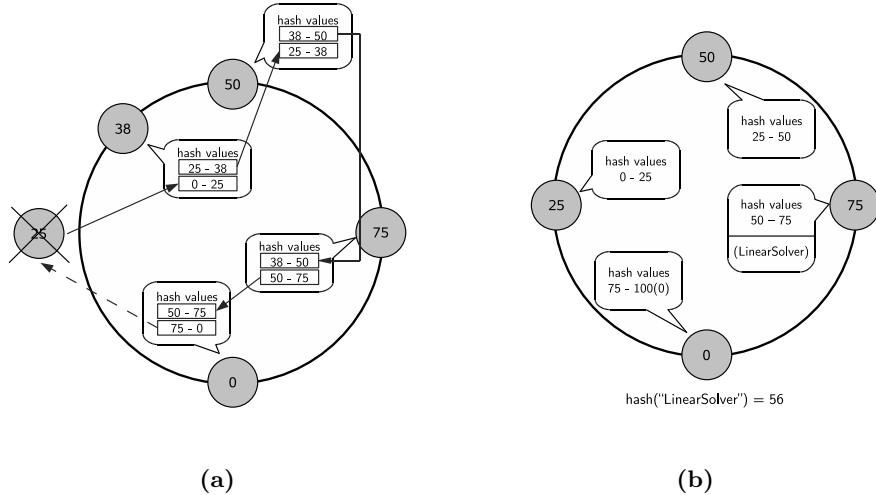 hash values
38 - 50
25 - 38
50
38
hash values
25 - 38
0 - 25
25
75
hash values
38 - 50
50 - 75
hash values
50 - 75
75 - 0
0
(a)
50
hash values
25 - 50
hash values
0 - 25
25
hash values
50 – 75
(LinearSolver)
75
hash values
75 - 100(0)
0
hash(“LinearSolver”) = 56
(b)